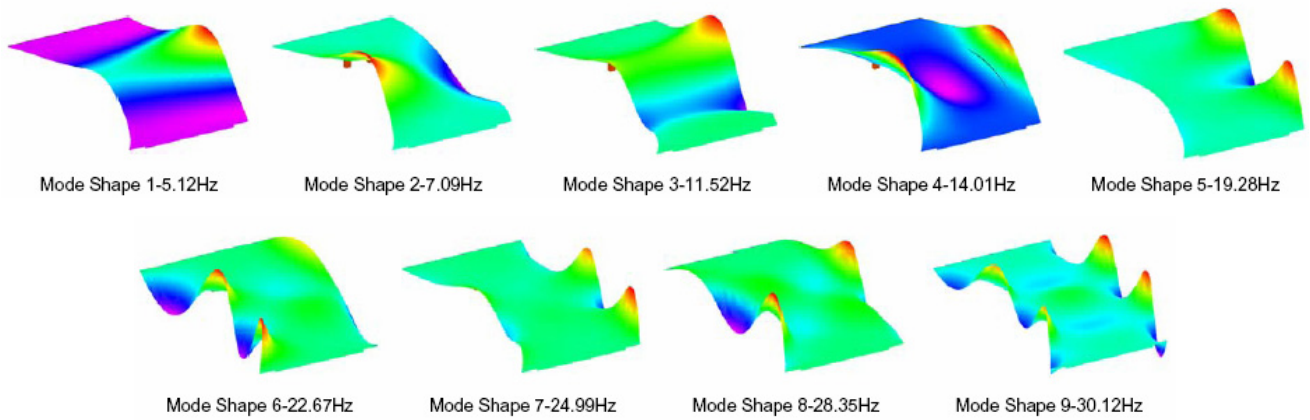 Mode Shape 1-5.12Hz
Mode Shape 2-7.09Hz
Mode Shape 3-11.52Hz
Mode Shape 4-14.01Hz
Mode Shape 5-19.28Hz
Mode Shape 6-22.67Hz
Mode Shape 7-24.99Hz
Mode Shape 8-28.35Hz
Mode Shape 9-30.12Hz